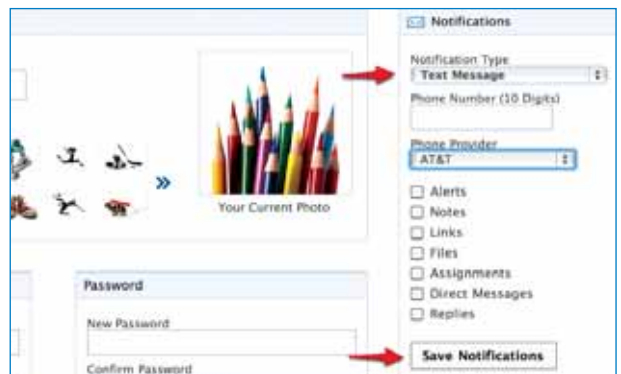 Your Current Photo
Password
New Password
Confirm Password
Notifications
Notification Type
Text Message
Phone Number (10 Digits)
Phone Provider
AT&T
Alerts
Notes
Links
Files
Assignments
Direct Messages
Replies
Save Notifications